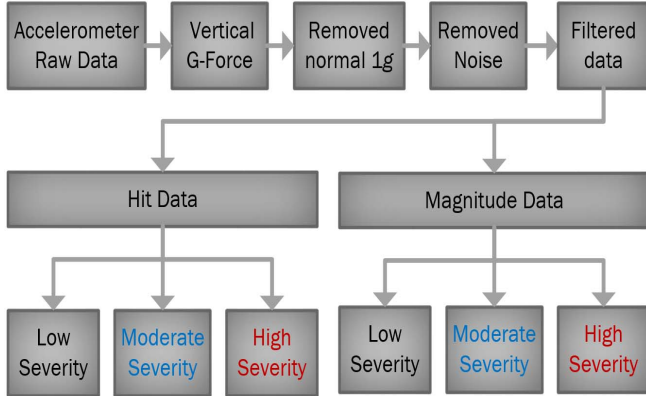 Accelerometer
Raw Data
Vertical
G-Force
Removed
normal 1g
Removed
Noise
Filtered
data
Hit Data
Magnitude Data
Low
Severity
Moderate
Severity
High
Severity
Low
Severity
Moderate
Severity
High
Severity